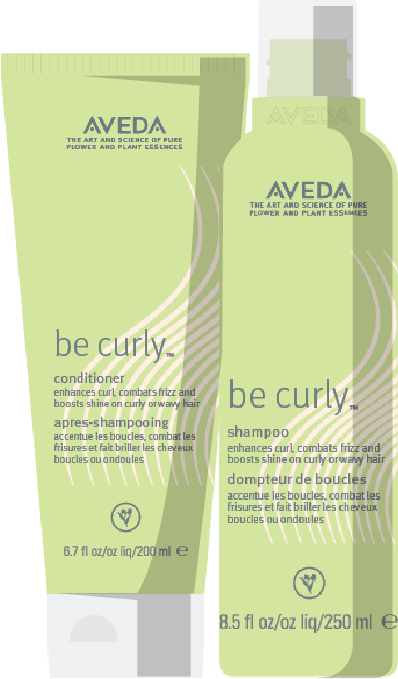 AVEDA
THE ART AND SCIENCE OF PURE
FLOWER AND PLANT ESSENCES
be curly™
conditioner
enhances curl, combats frizz and
boosts shine on curly or wavy hair
apres-shampooing
accentue les boucles, combat les
frisures et fait briller les cheveux
boucles ou ondoules
6.7 fl oz/oz liq/200 ml ℮
AVEDA
AVEDA
THE ART AND SCIENCE OF PURE
FLOWER AND PLANT ESSENCES
be curly™
shampoo
enhances curl, combats frizz and
boosts shine on curly or wavy hair
dompteur de boucles
accentue les boucles, combat les
frisures et fait briller les cheveux
boucles ou ondoules
8.5 fl oz/oz liq/250 ml ℮